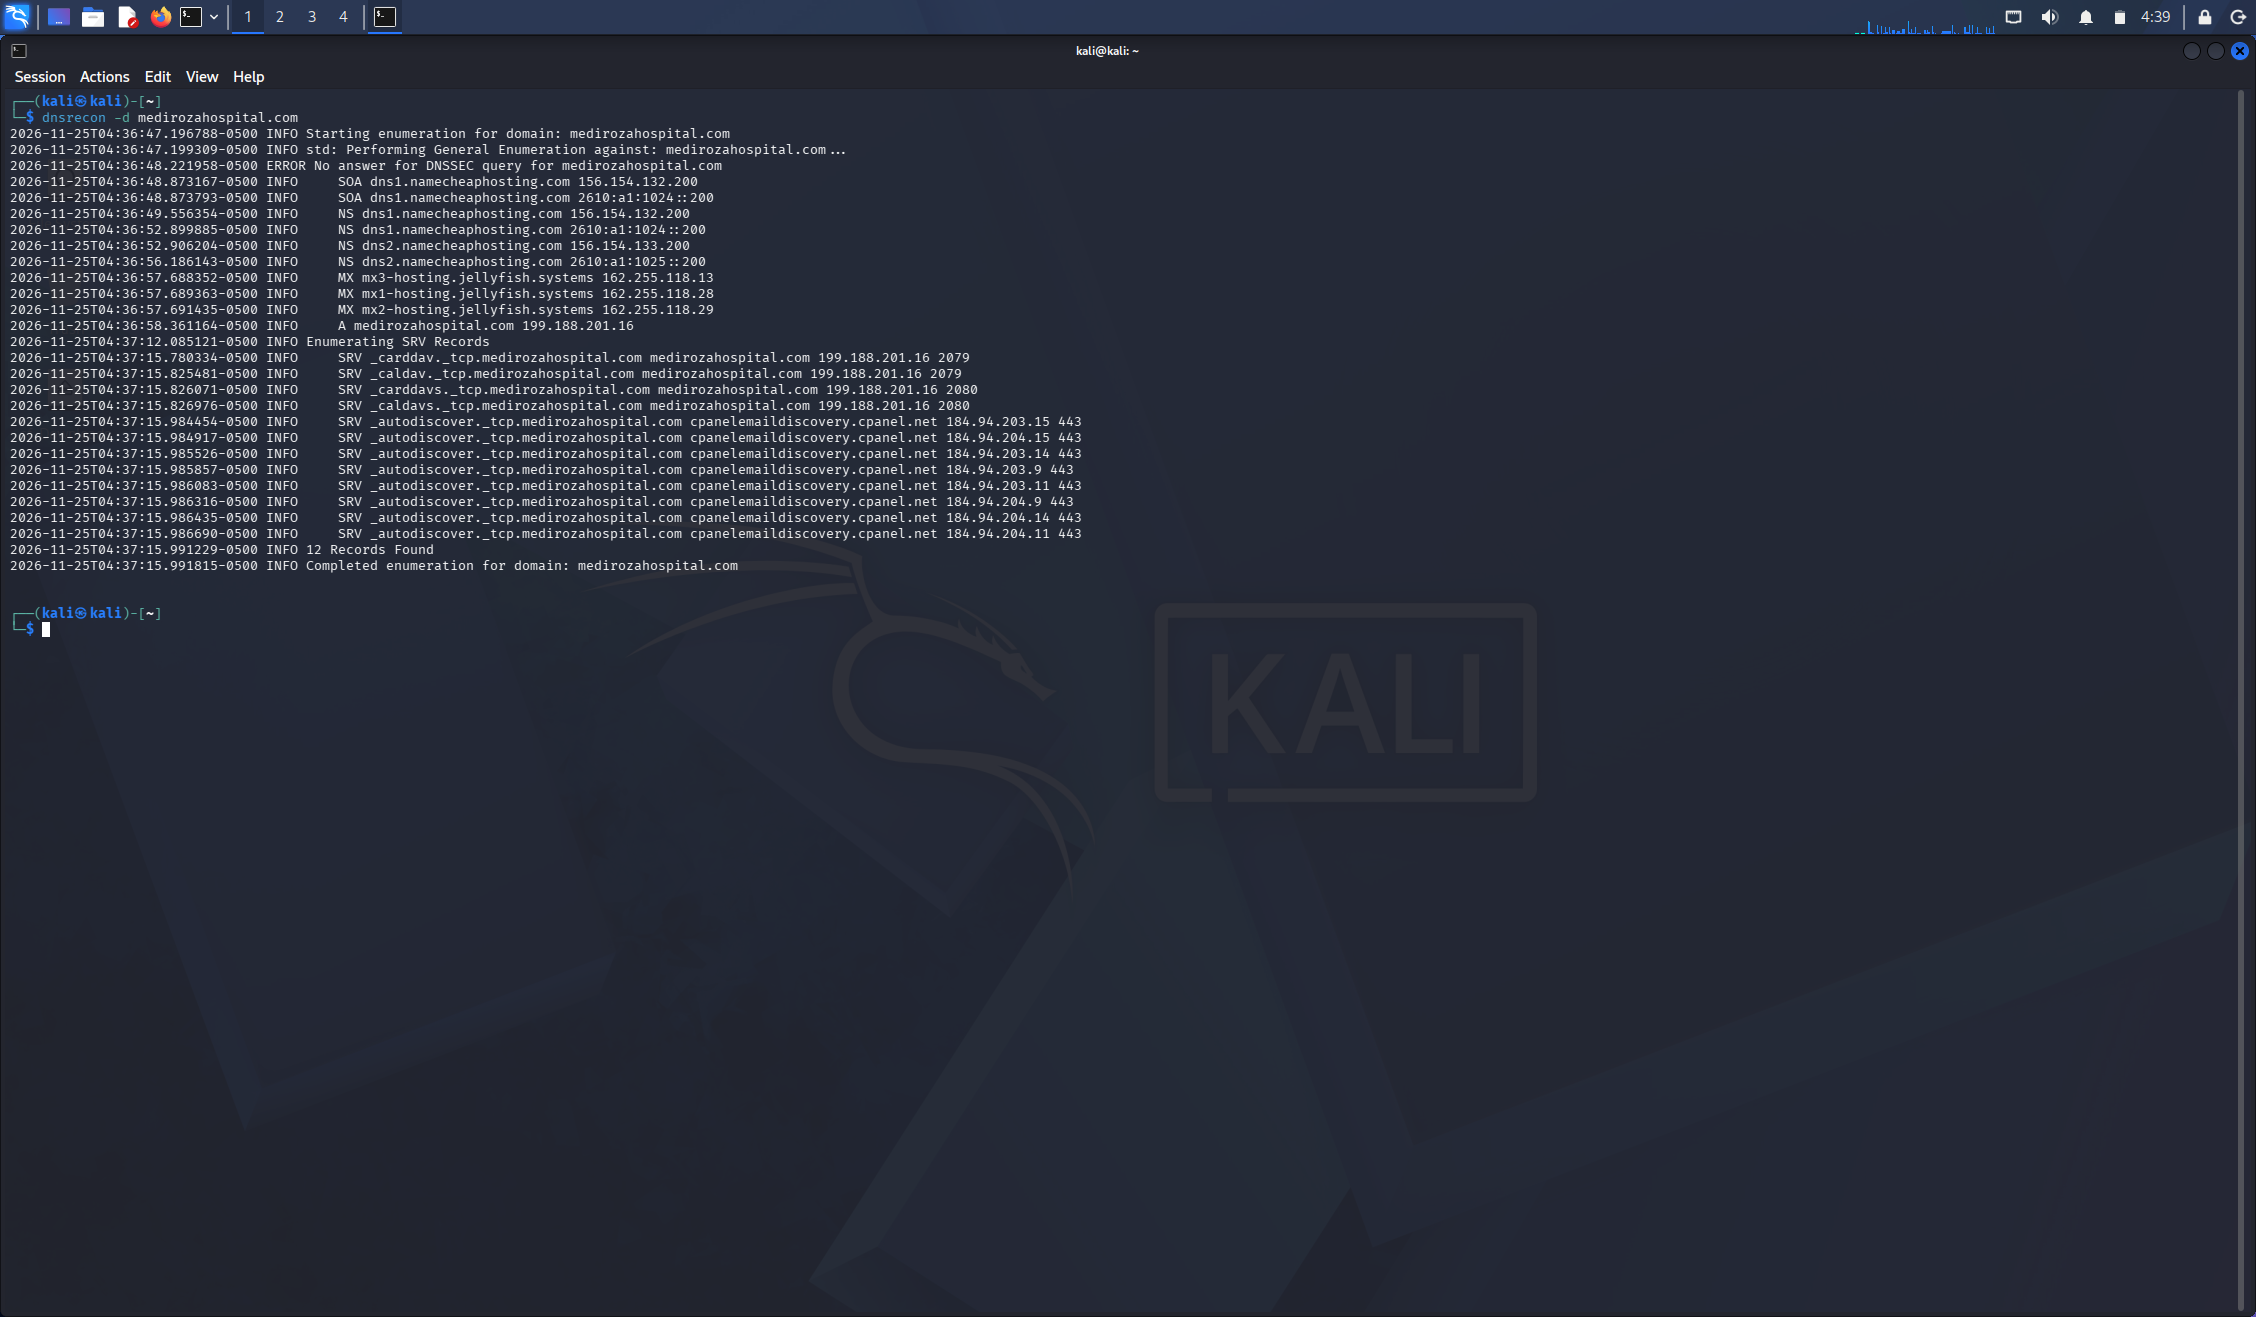 1 2 3 4 4:39
kali@kali: ~
Session Actions Edit View Help
┌──(kali㉿kali)-[~]
└─$ dnsrecon -d medirozahospital.com
2026-11-25T04:36:47.196788-0500 INFO Starting enumeration for domain: medirozahospital.com
2026-11-25T04:36:47.199309-0500 INFO std: Performing General Enumeration against: medirozahospital.com...
2026-11-25T04:36:48.221958-0500 ERROR No answer for DNSSEC query for medirozahospital.com
2026-11-25T04:36:48.873167-0500 INFO     SOA dns1.namecheaphosting.com 156.154.132.200
2026-11-25T04:36:48.873793-0500 INFO     SOA dns1.namecheaphosting.com 2610:a1:1024::200
2026-11-25T04:36:49.556354-0500 INFO     NS dns1.namecheaphosting.com 156.154.132.200
2026-11-25T04:36:52.899885-0500 INFO     NS dns1.namecheaphosting.com 2610:a1:1024::200
2026-11-25T04:36:52.906204-0500 INFO     NS dns2.namecheaphosting.com 156.154.133.200
2026-11-25T04:36:56.186143-0500 INFO     NS dns2.namecheaphosting.com 2610:a1:1025::200
2026-11-25T04:36:57.688352-0500 INFO     MX mx3-hosting.jellyfish.systems 162.255.118.13
2026-11-25T04:36:57.689363-0500 INFO     MX mx1-hosting.jellyfish.systems 162.255.118.28
2026-11-25T04:36:57.691435-0500 INFO     MX mx2-hosting.jellyfish.systems 162.255.118.29
2026-11-25T04:36:58.361164-0500 INFO     A medirozahospital.com 199.188.201.16
2026-11-25T04:37:12.085121-0500 INFO Enumerating SRV Records
2026-11-25T04:37:15.780334-0500 INFO     SRV _carddav._tcp.medirozahospital.com medirozahospital.com 199.188.201.16 2079
2026-11-25T04:37:15.825481-0500 INFO     SRV _caldav._tcp.medirozahospital.com medirozahospital.com 199.188.201.16 2079
2026-11-25T04:37:15.826071-0500 INFO     SRV _carddavs._tcp.medirozahospital.com medirozahospital.com 199.188.201.16 2080
2026-11-25T04:37:15.826976-0500 INFO     SRV _caldavs._tcp.medirozahospital.com medirozahospital.com 199.188.201.16 2080
2026-11-25T04:37:15.984454-0500 INFO     SRV _autodiscover._tcp.medirozahospital.com cpanelemaildiscovery.cpanel.net 184.94.203.15 443
2026-11-25T04:37:15.984917-0500 INFO     SRV _autodiscover._tcp.medirozahospital.com cpanelemaildiscovery.cpanel.net 184.94.204.15 443
2026-11-25T04:37:15.985526-0500 INFO     SRV _autodiscover._tcp.medirozahospital.com cpanelemaildiscovery.cpanel.net 184.94.203.14 443
2026-11-25T04:37:15.985857-0500 INFO     SRV _autodiscover._tcp.medirozahospital.com cpanelemaildiscovery.cpanel.net 184.94.203.9 443
2026-11-25T04:37:15.986083-0500 INFO     SRV _autodiscover._tcp.medirozahospital.com cpanelemaildiscovery.cpanel.net 184.94.203.11 443
2026-11-25T04:37:15.986316-0500 INFO     SRV _autodiscover._tcp.medirozahospital.com cpanelemaildiscovery.cpanel.net 184.94.204.9 443
2026-11-25T04:37:15.986435-0500 INFO     SRV _autodiscover._tcp.medirozahospital.com cpanelemaildiscovery.cpanel.net 184.94.204.14 443
2026-11-25T04:37:15.986690-0500 INFO     SRV _autodiscover._tcp.medirozahospital.com cpanelemaildiscovery.cpanel.net 184.94.204.11 443
2026-11-25T04:37:15.991229-0500 INFO 12 Records Found
2026-11-25T04:37:15.991815-0500 INFO Completed enumeration for domain: medirozahospital.com
┌──(kali㉿kali)-[~]
└─$
KALI